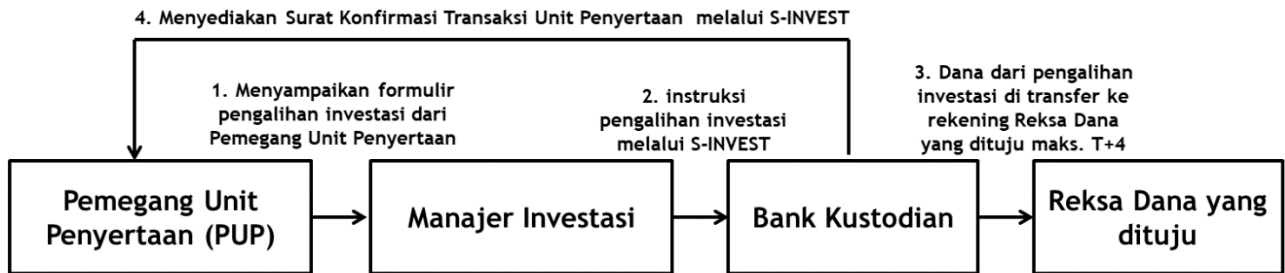 4. Menyediakan Surat Konfirmasi Transaksi Unit Penyertaan melalui S-INVEST
1. Menyampaikan formulir
pengalihan investasi dari
Pemegang Unit Penyertaan
2. instruksi
pengalihan investasi
melalui S-INVEST
3. Dana dari pengalihan
investasi di transfer ke
rekening Reksa Dana
yang dituju maks. T+4
Pemegang Unit
Penyertaan (PUP)
Manajer Investasi
Bank Kustodian
Reksa Dana yang
dituju